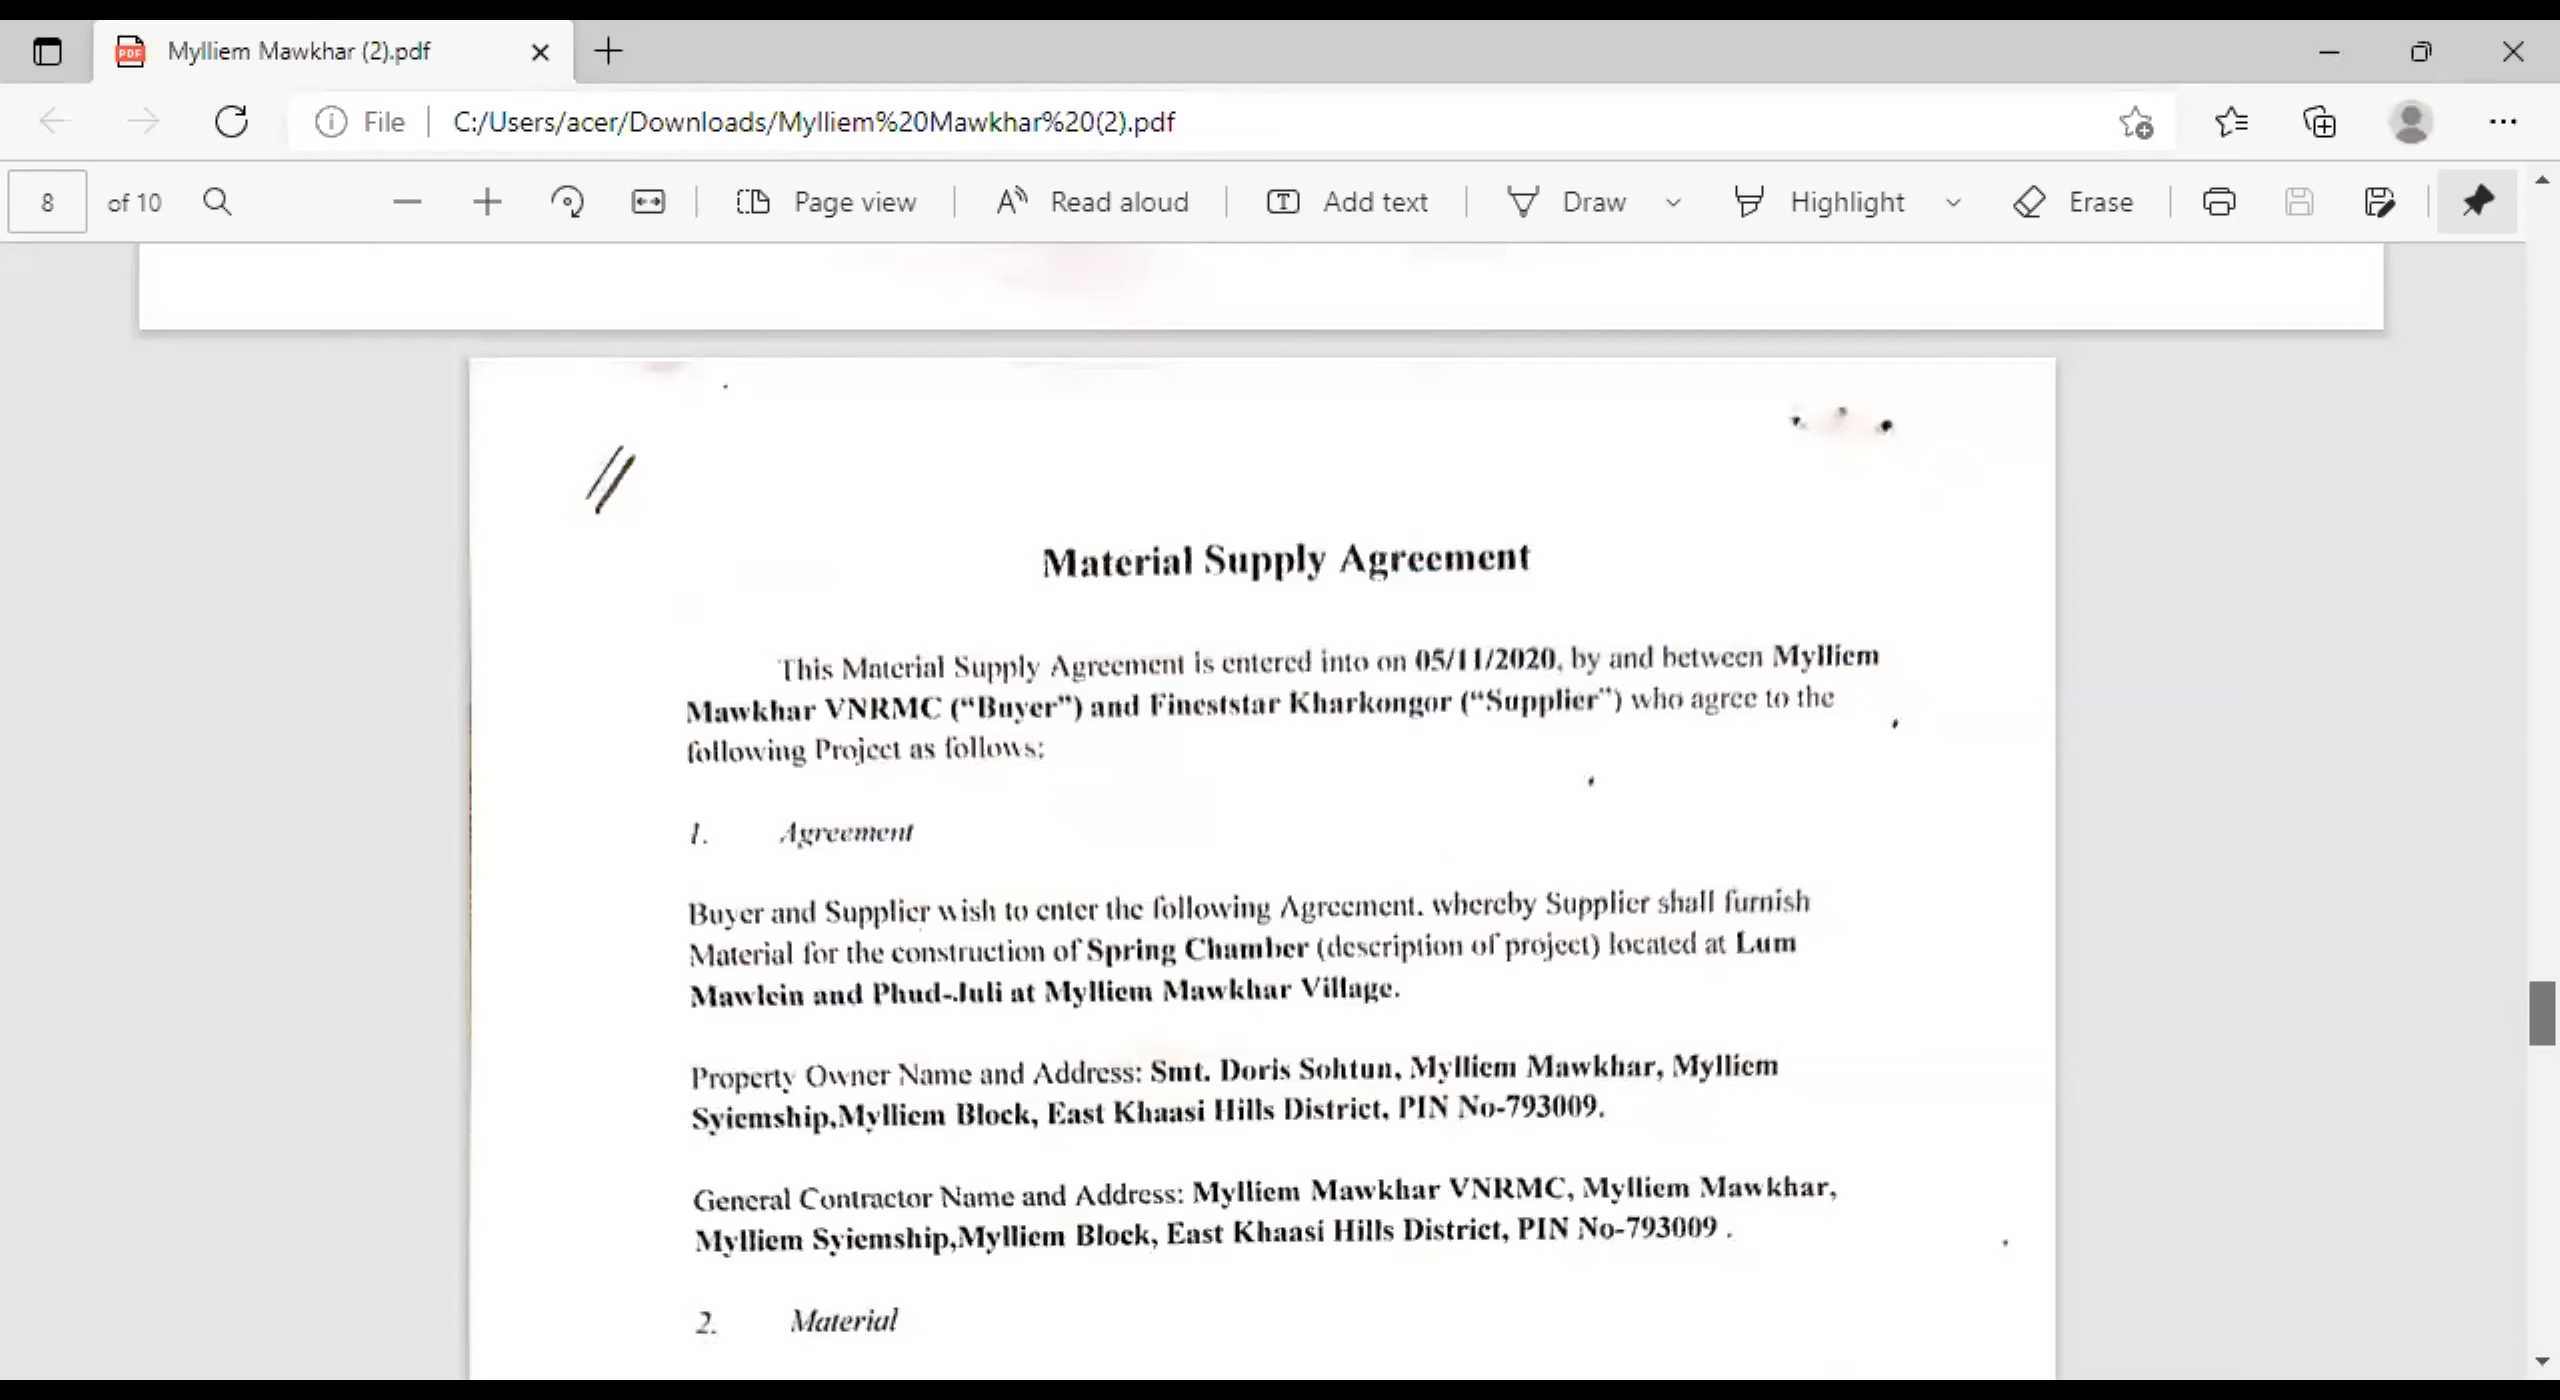 Mylliem Mawkhar (2).pdf
File C:/Users/acer/Downloads/Mylliem%20Mawkhar%20(2).pdf
8 of 10 Page view Read aloud Add text Draw Highlight Erase
Material Supply Agreement
This Material Supply Agreement is entered into on 05/11/2020, by and between Mylliem
Mawkhar VNRMC (“Buyer”) and Fineststar Kharkongor (“Supplier”) who agree to the
following Project as follows:
1. Agreement
Buyer and Supplier wish to enter the following Agreement. whereby Supplier shall furnish
Material for the construction of Spring Chamber (description of project) located at Lum
Mawlein and Phud-Juli at Mylliem Mawkhar Village.
Property Owner Name and Address: Smt. Doris Sohtun, Mylliem Mawkhar, Mylliem
Syiemship,Mylliem Block, East Khaasi Hills District, PIN No-793009.
General Contractor Name and Address: Mylliem Mawkhar VNRMC, Mylliem Mawkhar,
Mylliem Syiemship,Mylliem Block, East Khaasi Hills District, PIN No-793009 .
2. Material